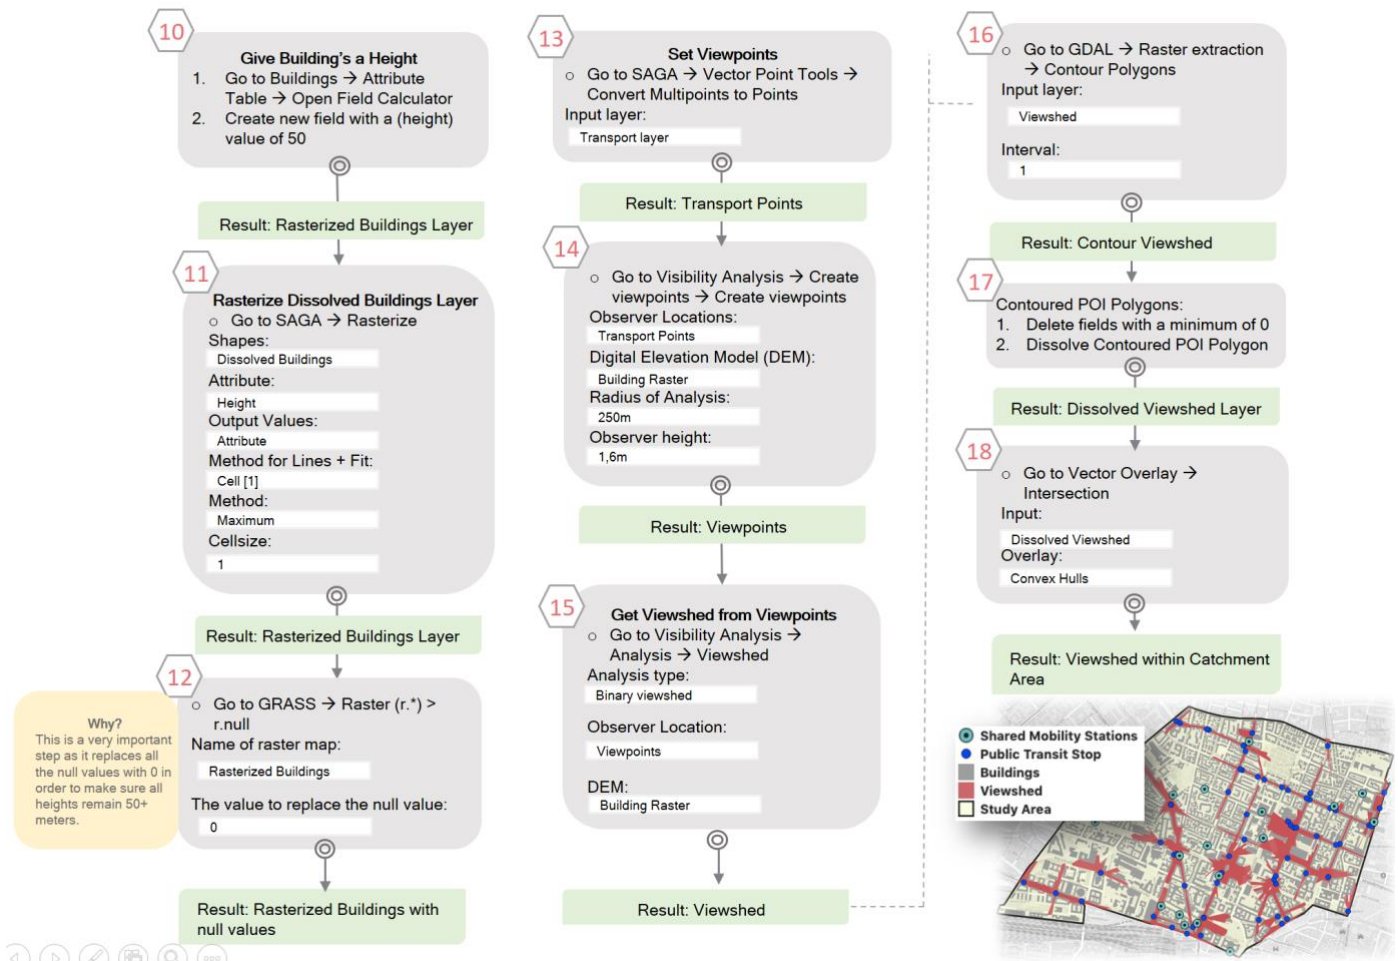 10
Give Building's a Height
1. Go to Buildings → Attribute
Table → Open Field Calculator
2. Create new field with a (height)
value of 50
Result: Rasterized Buildings Layer
11
Rasterize Dissolved Buildings Layer
○ Go to SAGA → Rasterize
Shapes:
Dissolved Buildings
Attribute:
Height
Output Values:
Attribute
Method for Lines + Fit:
Cell [1]
Method:
Maximum
Cellsize:
1
Result: Rasterized Buildings Layer
12
○ Go to GRASS → Raster (r.*) >
r.null
Name of raster map:
Rasterized Buildings
The value to replace the null value:
0
Why?
This is a very important
step as it replaces all
the null values with 0 in
order to make sure all
heights remain 50+
meters.
Result: Rasterized Buildings with
null values
13
Set Viewpoints
○ Go to SAGA → Vector Point Tools →
Convert Multipoints to Points
Input layer:
Transport layer
Result: Transport Points
14
○ Go to Visibility Analysis → Create
viewpoints → Create viewpoints
Observer Locations:
Transport Points
Digital Elevation Model (DEM):
Building Raster
Radius of Analysis:
250m
Observer height:
1,6m
Result: Viewpoints
15
Get Viewshed from Viewpoints
○ Go to Visibility Analysis →
Analysis → Viewshed
Analysis type:
Binary viewshed
Observer Location:
Viewpoints
DEM:
Building Raster
Result: Viewshed
16
○ Go to GDAL → Raster extraction
→ Contour Polygons
Input layer:
Viewshed
Interval:
1
Result: Contour Viewshed
17
Contoured POI Polygons:
1. Delete fields with a minimum of 0
2. Dissolve Contoured POI Polygon
Result: Dissolved Viewshed Layer
18
○ Go to Vector Overlay →
Intersection
Input:
Dissolved Viewshed
Overlay:
Convex Hulls
Result: Viewshed within Catchment
Area
Shared Mobility Stations
Public Transit Stop
Buildings
Viewshed
Study Area